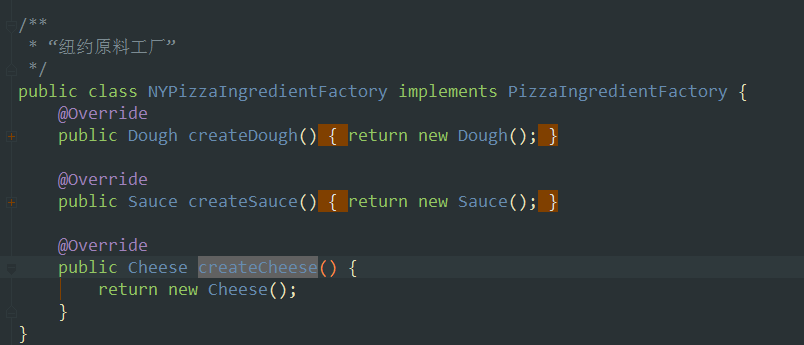 /**
 * “纽约原料工厂”
 */
public class NYPizzaIngredientFactory implements PizzaIngredientFactory {
    @Override
    public Dough createDough() { return new Dough(); }

    @Override
    public Sauce createSauce() { return new Sauce(); }

    @Override
    public Cheese createCheese() {
        return new Cheese();
    }
}